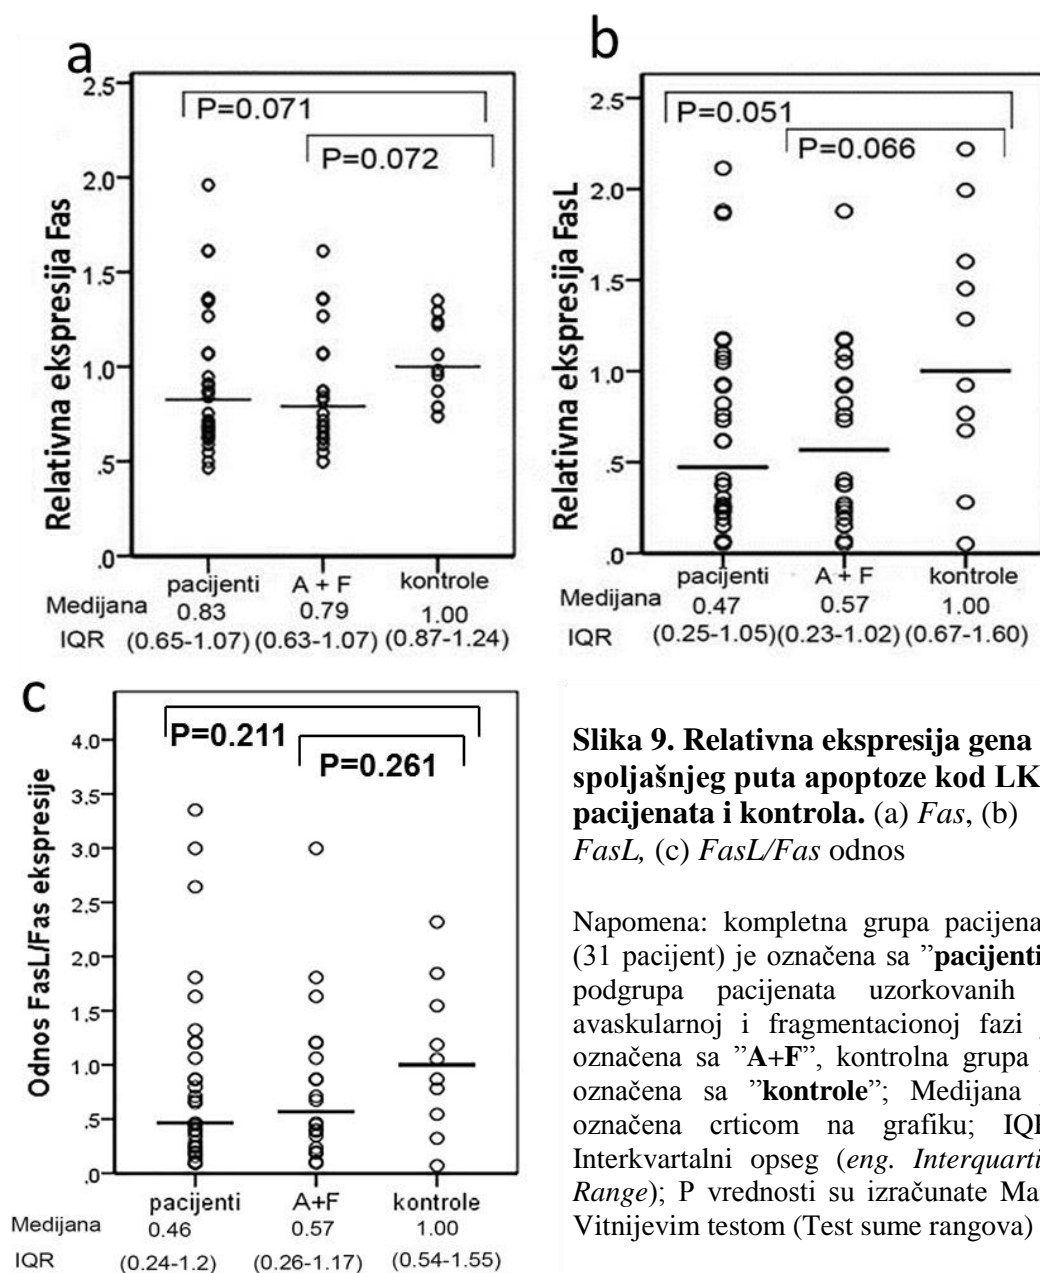 a
2.5
P=0.071
P=0.072
2.0
1.5
1.0
.5
.0
Relativna ekspresija Fas
pacijenti A + F kontrole
Medijana 0.83 0.79 1.00
IQR (0.65-1.07) (0.63-1.07) (0.87-1.24)
b
2.5
P=0.051
P=0.066
2.0
1.5
1.0
.5
.0
Relativna ekspresija FasL
pacijenti A + F kontrole
Medijana 0.47 0.57 1.00
IQR (0.25-1.05) (0.23-1.02) (0.67-1.60)
c
4.0
P=0.211
P=0.261
3.5
3.0
2.5
2.0
1.5
1.0
.5
.0
Odnos FasL/Fas ekspresije
pacijenti A+F kontrole
Medijana 0.46 0.57 1.00
IQR (0.24-1.2) (0.26-1.17) (0.54-1.55)
Slika 9. Relativna ekspresija gena
spoljašnjeg puta apoptoze kod LK
pacijenata i kontrola. (a) Fas, (b)
FasL, (c) FasL/Fas odnos
Napomena: kompletna grupa
(31 pacijent) je označena sa ”pacijenti
podgrupa pacijenata uzorkovanih
avaskularnoj i fragmentacionoj fazi
označena sa ”A+F”, kontrolna grupa
označena sa ”kontrole”; Medijana
označena crticom na grafiku;
Interkvartalni opseg (eng.
Range); P vrednosti su izračunate
Vitnijevim testom (Test sume rangova)